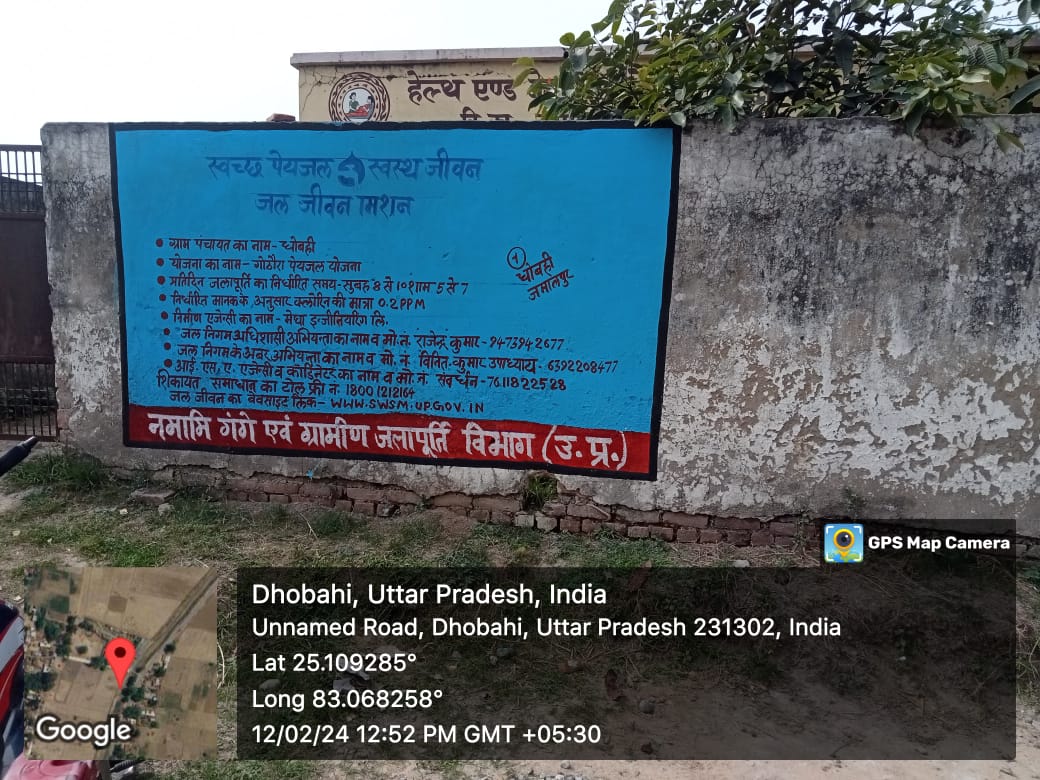 हेल्थ एण्ड
स्वच्छ पेयजल स्वस्थ जीवन
जल जीवन मिशन
• ग्राम पंचायत का नाम - धोबही
• योजना का नाम - गोठौरा पेयजल योजना
• प्रतिदिन जलापूर्ति का निर्धारित समय - सुबह 8 से 10 शाम 5 से 7
• निर्धारित मानक के अनुसार क्लोरिन की मात्रा 0.2 PPM
• निर्माण एजेन्सी का नाम - मेघा इन्जीनियरिंग लि.
• जल निगम अधिशासी अभियन्ता का नाम व मो. नं. राजेन्द्र कुमार - 9473942677
• जल निगम के अवर अभियन्ता का नाम व मो. नं. विचित-कुमार उपाध्याय - 6392208477
• आई. एस. ए. एजेन्सी व कोर्डिनेटर का नाम व मो. नं. संवर्धन - 7611822528
शिकायत समाधान का टोल फ्री नं. 18001212164
जल जीवन का वेबसाइट लिंक - WWW.SWSM.UP.GOV.IN
धोबही
जमालपुर
नमामि गंगे एवं ग्रामीण जलापूर्ति विभाग (उ. प्र.)
GPS Map Camera
Dhobahi, Uttar Pradesh, India
Unnamed Road, Dhobahi, Uttar Pradesh 231302, India
Lat 25.109285°
Long 83.068258°
12/02/24 12:52 PM GMT +05:30
Google